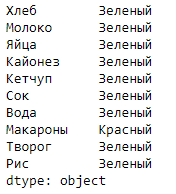 Хлеб Зеленый
Молоко Зеленый
Яйца Зеленый
Кайонез Зеленый
Кетчуп Зеленый
Сок Зеленый
Вода Зеленый
Макароны Красный
Творог Зеленый
Рис Зеленый
dtype: object